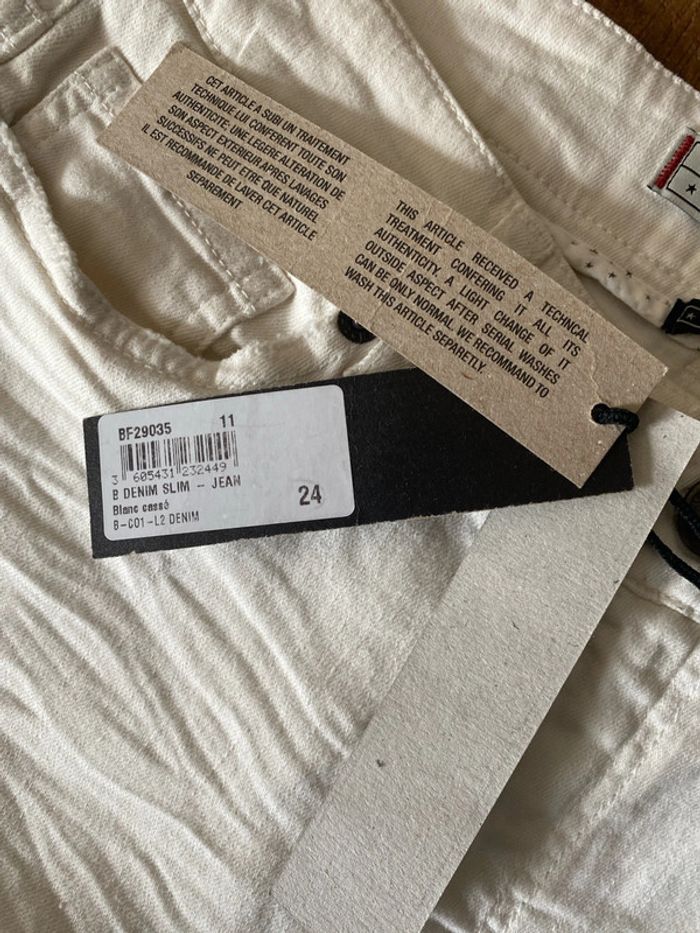 CET ARTICLE A SUBI UN TRAITEMENT
TECHNIQUE LUI CONFERENT TOUTE SON
AUTHENTICITE; UNE LEGERE ALTERATION DE
SON ASPECT EXTERIEUR APRES LAVAGES
SUCCESSIFS NE PEUT ETRE QUE NATUREL
IL EST RECOMMANDE DE LAVER CET ARTICLE
SEPAREMENT
THIS ARTICLE RECEIVED A TECHNCAL
TREATMENT CONFERING IT ALL ITS
AUTHENTICITY. A LIGHT CHANGE OF IT
OUTSIDE ASPECT AFTER SERIAL WASHES
CAN BE ONLY NORMAL WE RECOMMAND TO
WASH THIS ARTICLE SEPARETLY.
BF29035 11
3 605431 232449
B DENIM SLIM -- JEAN
Blanc cassé
B-C01-L2 DENIM
24